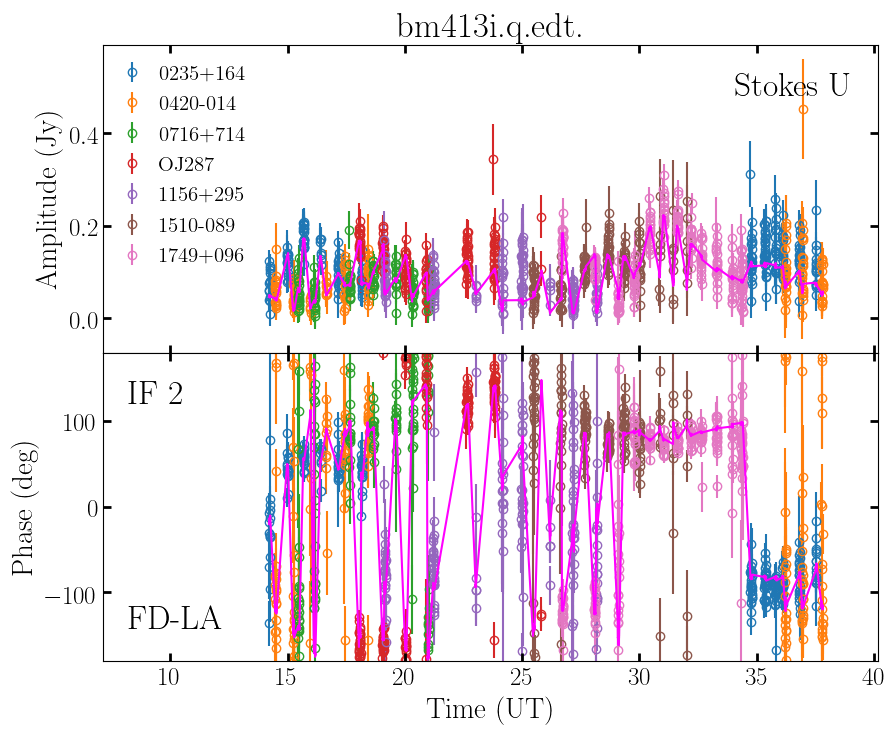 bm413i.q.edt.
Stokes U
0235+164
0420-014
0716+714
OJ287
1156+295
1510-089
1749+096
Amplitude (Jy)
0.4
0.2
0.0
IF 2
FD-LA
Phase (deg)
100
0
−100
10 15 20 25 30 35 40
Time (UT)